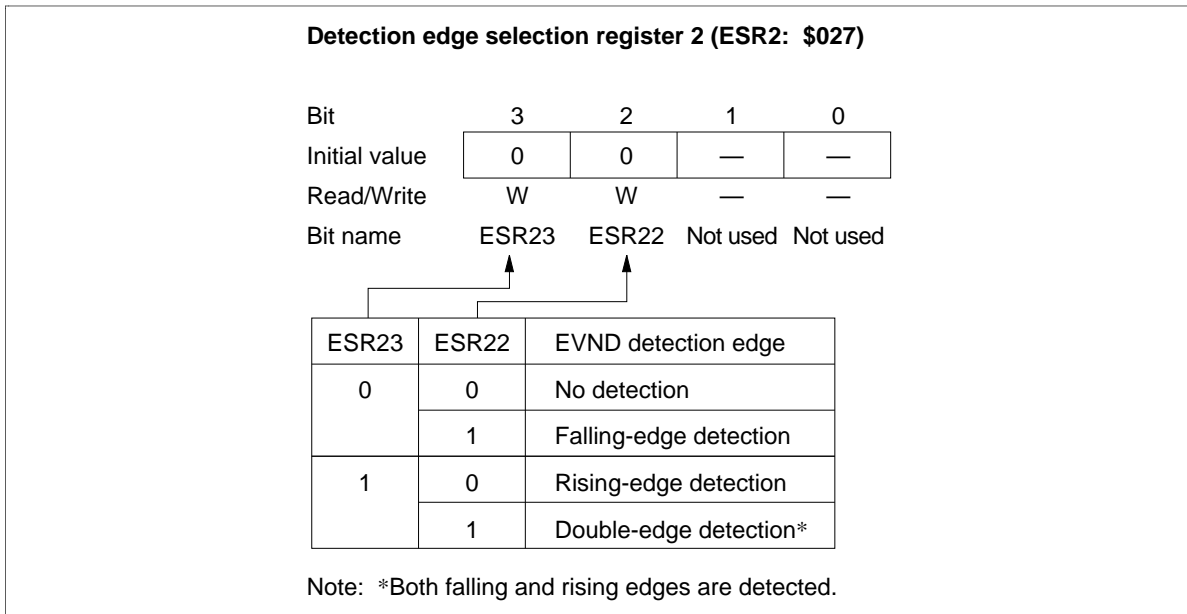 Detection edge selection register 2 (ESR2: $027)
Bit 3 2 1 0
Initial value 0 0 — —
Read/Write W W — —
Bit name ESR23 ESR22 Not used Not used
ESR23 ESR22 EVND detection edge
0 0 No detection
1 Falling-edge detection
1 0 Rising-edge detection
1 Double-edge detection*
Note: *Both falling and rising edges are detected.